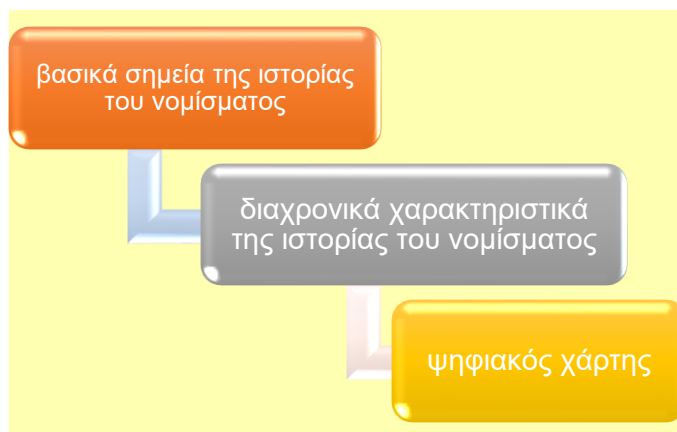 βασικά σημεία της ιστορίας
του νομίσματος
διαχρονικά χαρακτηριστικά
της ιστορίας του νομίσματος
ψηφιακός χάρτης